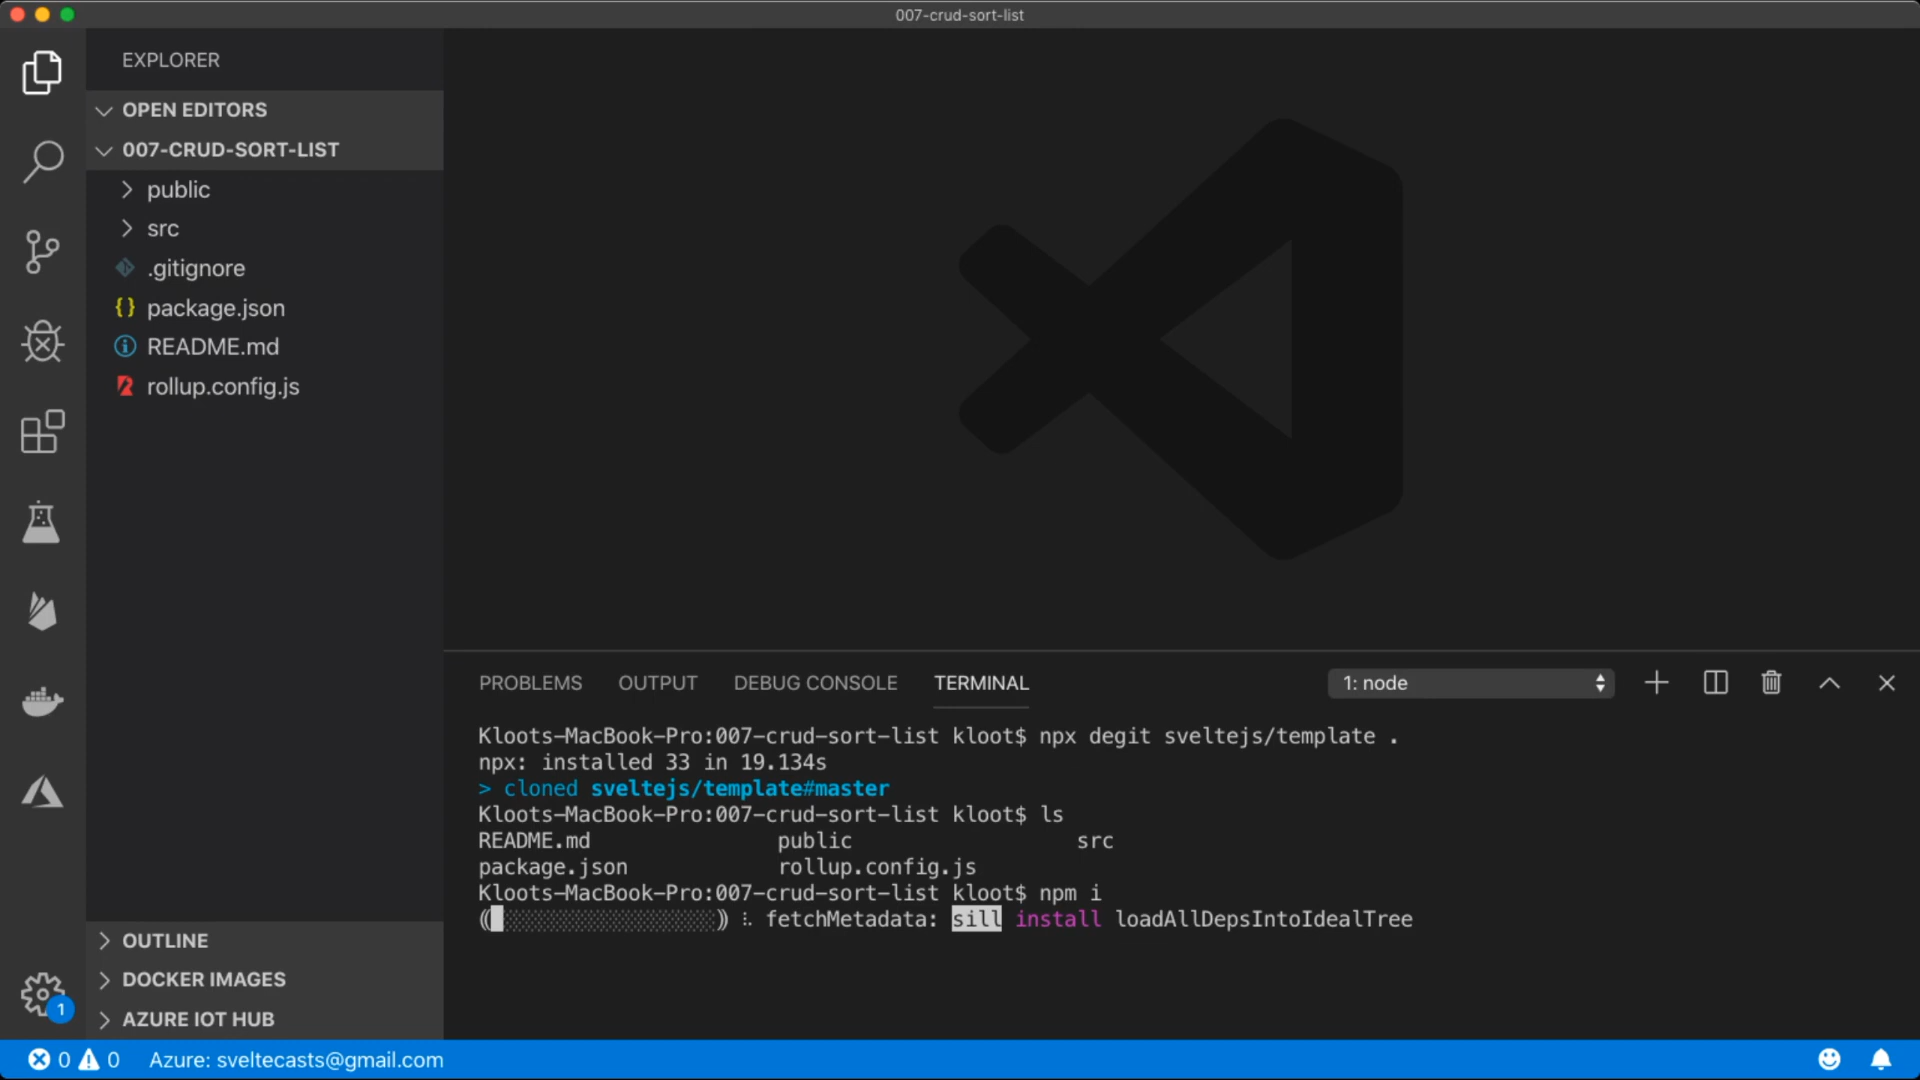 007-crud-sort-list
EXPLORER
OPEN EDITORS
007-CRUD-SORT-LIST
public
src
.gitignore
package.json
README.md
rollup.config.js
OUTLINE
DOCKER IMAGES
AZURE IOT HUB
1
PROBLEMS OUTPUT DEBUG CONSOLE TERMINAL 1: node
Kloots-MacBook-Pro:007-crud-sort-list kloot$ npx degit sveltejs/template .
npx: installed 33 in 19.134s
> cloned sveltejs/template#master
Kloots-MacBook-Pro:007-crud-sort-list kloot$ ls
README.md public src
package.json rollup.config.js
Kloots-MacBook-Pro:007-crud-sort-list kloot$ npm i
fetchMetadata: sill install loadAllDepsIntoIdealTree
0 0 Azure: sveltecasts@gmail.com